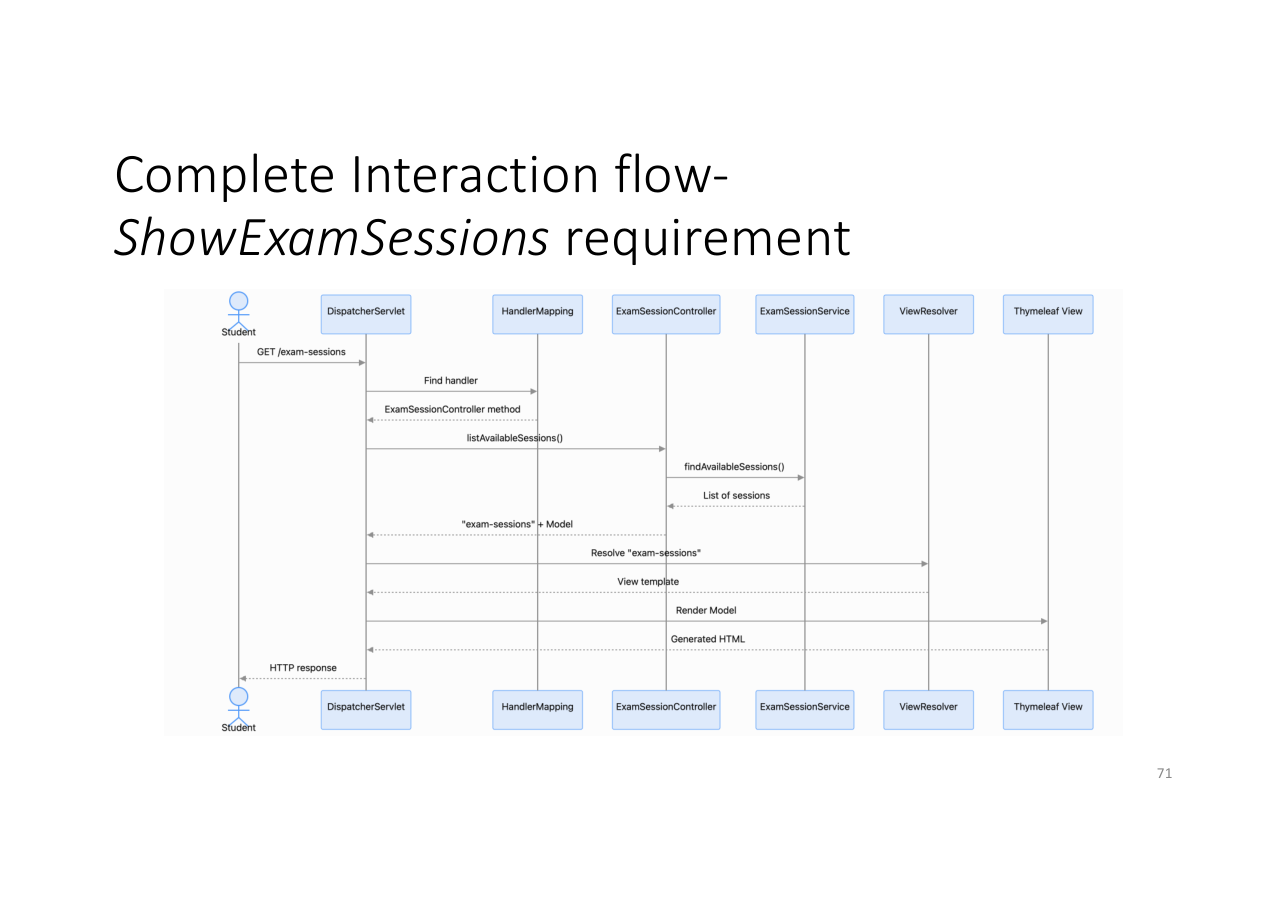 Complete Interaction flow-
ShowExamSessions requirement
Student
DispatcherServlet
HandlerMapping
ExamSessionController
ExamSessionService
ViewResolver
Thymeleaf View
GET /exam-sessions
Find handler
ExamSessionController method
listAvailableSessions()
findAvailableSessions()
List of sessions
"exam-sessions" + Model
Resolve "exam-sessions"
View template
Render Model
Generated HTML
HTTP response
Student
DispatcherServlet
HandlerMapping
ExamSessionController
ExamSessionService
ViewResolver
Thymeleaf View
71